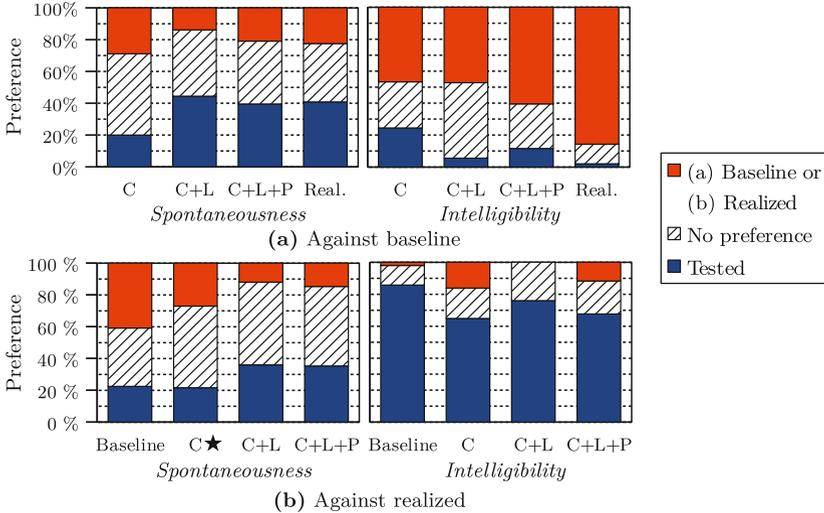 100%
80%
60%
40%
20%
0%
Preference
C C+L C+L+P Real. C C+L C+L+P Real.
Spontaneousness Intelligibility
(a) Against baseline
100 %
80 %
60 %
40 %
20 %
0 %
Preference
Baseline C★ C+L C+L+P Baseline C C+L C+L+P
Spontaneousness Intelligibility
(b) Against realized
(a) Baseline or
(b) Realized
No preference
Tested